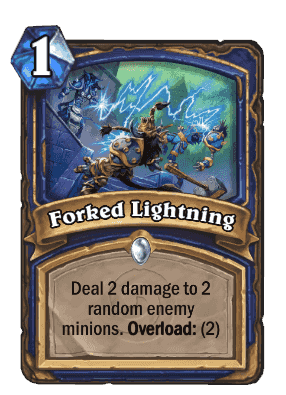 1
Forked Lightning
Deal 2 damage to 2
random enemy
minions. Overload: (2)